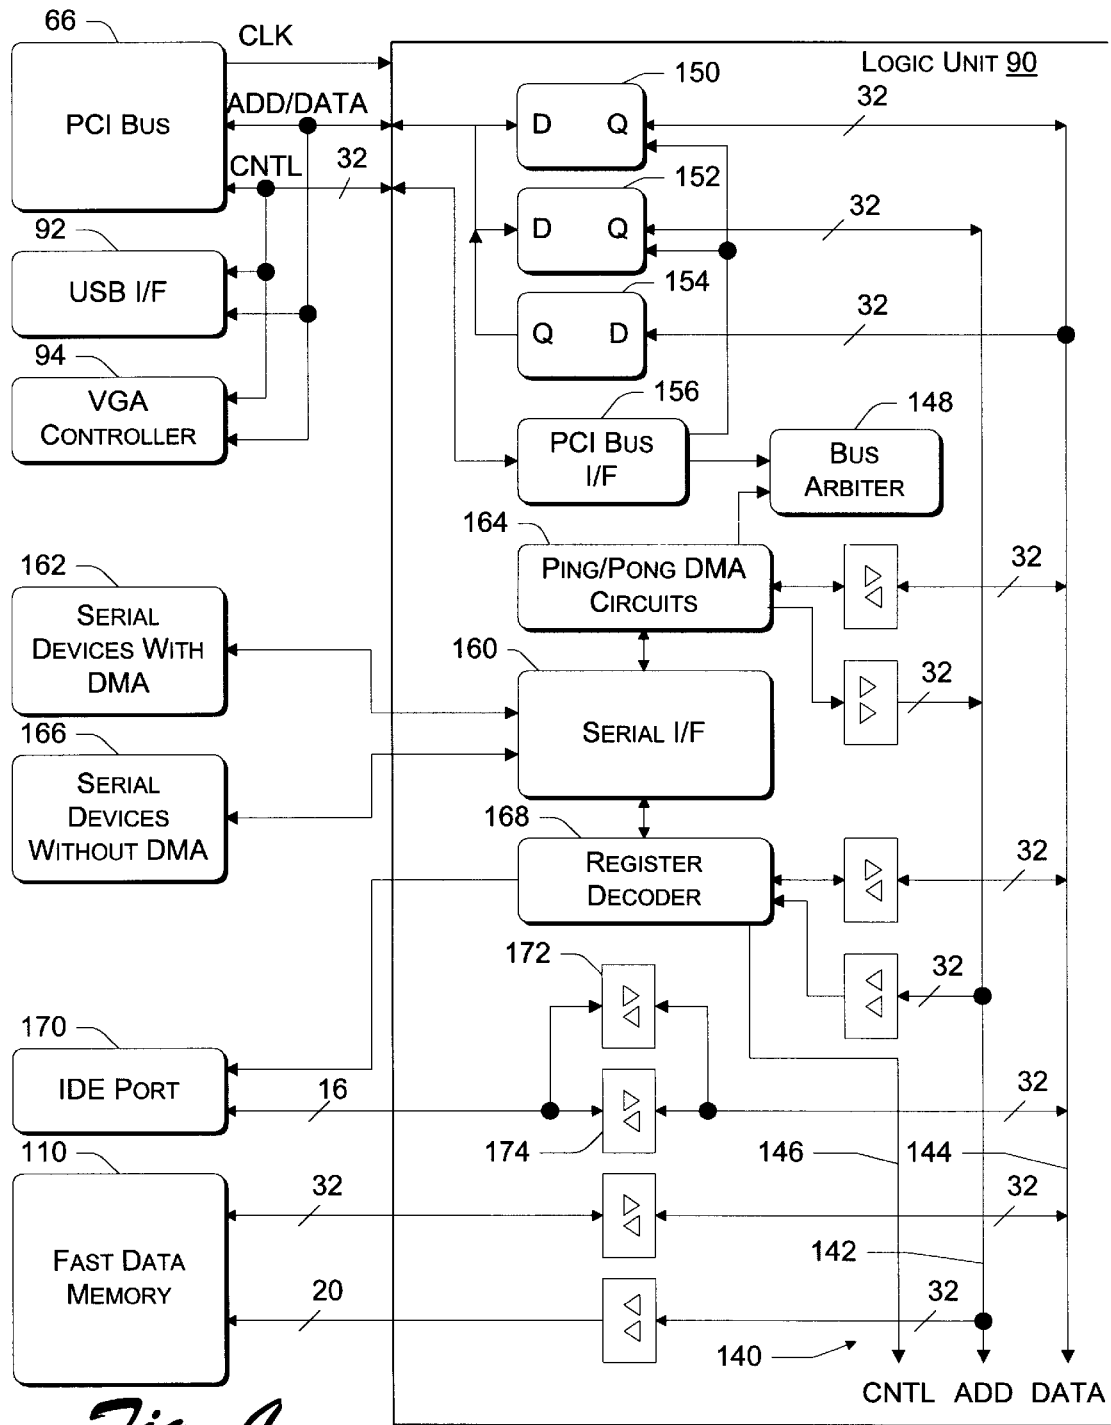 66
CLK
PCI BUS
ADD/DATA
CNTL
32
92
USB I/F
94
VGA
CONTROLLER
LOGIC UNIT 90
150
D Q
32
152
D Q
32
154
Q D
32
156
PCI BUS
I/F
148
BUS
ARBITER
164
PING/PONG DMA
CIRCUITS
32
162
SERIAL
DEVICES WITH
DMA
160
SERIAL I/F
32
166
SERIAL
DEVICES
WITHOUT DMA
168
REGISTER
DECODER
32
172
32
170
IDE PORT
16
174
32
146
144
110
FAST DATA
MEMORY
32
32
142
20
32
140
CNTL ADD DATA